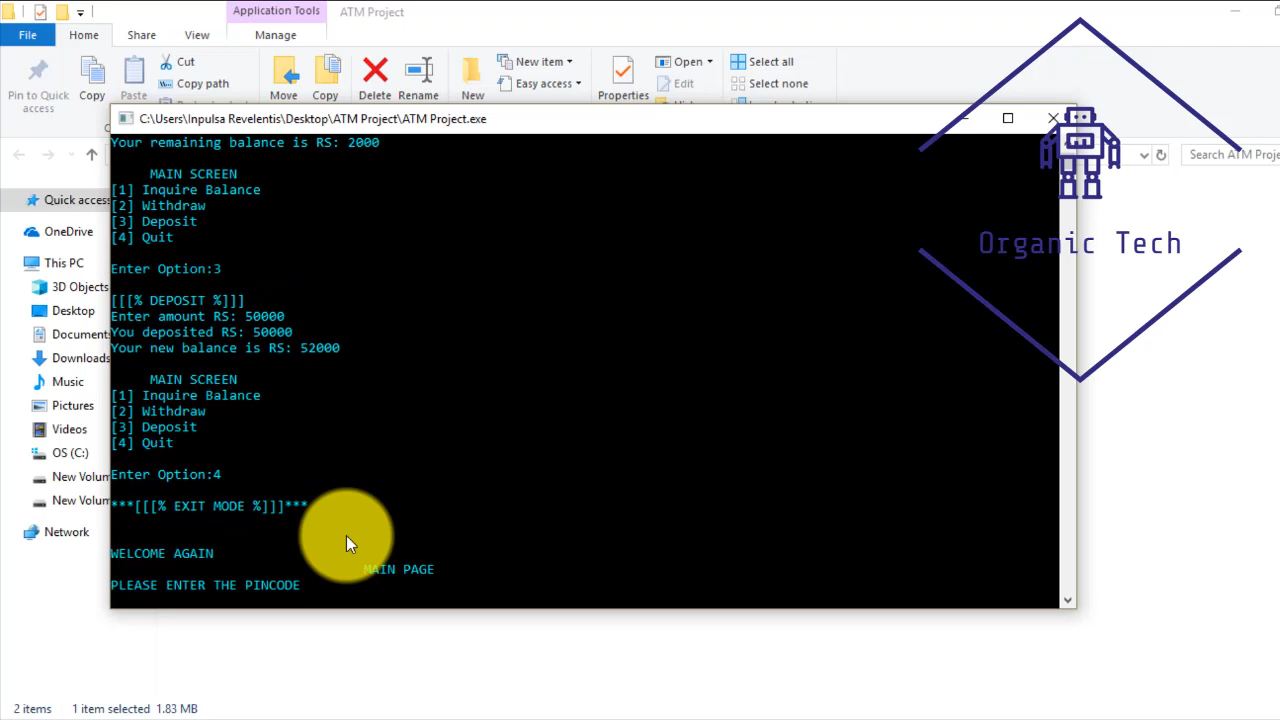 Application Tools
ATM Project
File
Home
Share
View
Manage
Pin to Quick access
Copy
Paste
Cut
Copy path
Move
Copy
Delete
Rename
New
New item
Easy access
Properties
Open
Edit
Select all
Select none
C:\Users\Inpulsa Revelentis\Desktop\ATM Project\ATM Project.exe
Search ATM Proje
Quick access
OneDrive
This PC
3D Objects
Desktop
Documents
Downloads
Music
Pictures
Videos
OS (C:)
New Volum
New Volum
Network
Your remaining balance is RS: 2000
MAIN SCREEN
[1] Inquire Balance
[2] Withdraw
[3] Deposit
[4] Quit
Enter Option:3
[[[% DEPOSIT %]]]
Enter amount RS: 50000
You deposited RS: 50000
Your new balance is RS: 52000
MAIN SCREEN
[1] Inquire Balance
[2] Withdraw
[3] Deposit
[4] Quit
Enter Option:4
***[[[% EXIT MODE %]]]***
WELCOME AGAIN
MAIN PAGE
PLEASE ENTER THE PINCODE
Organic Tech
2 items
1 item selected 1.83 MB